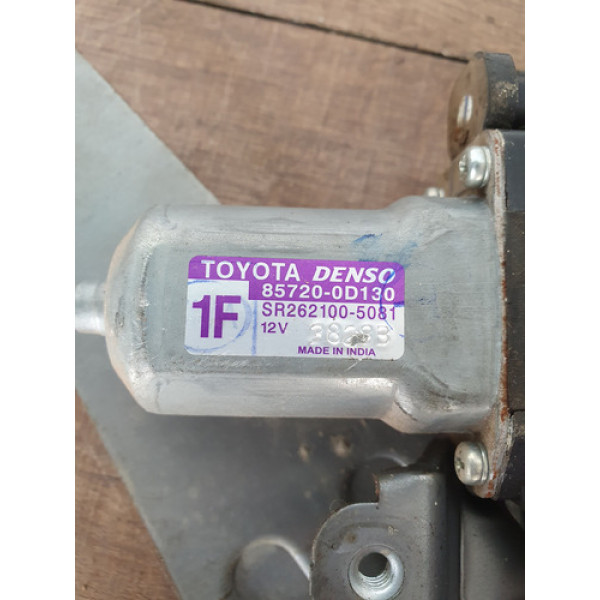 TOYOTA DENSO
85720-0D130
1F
SR262100-5081
12V
MADE IN INDIA